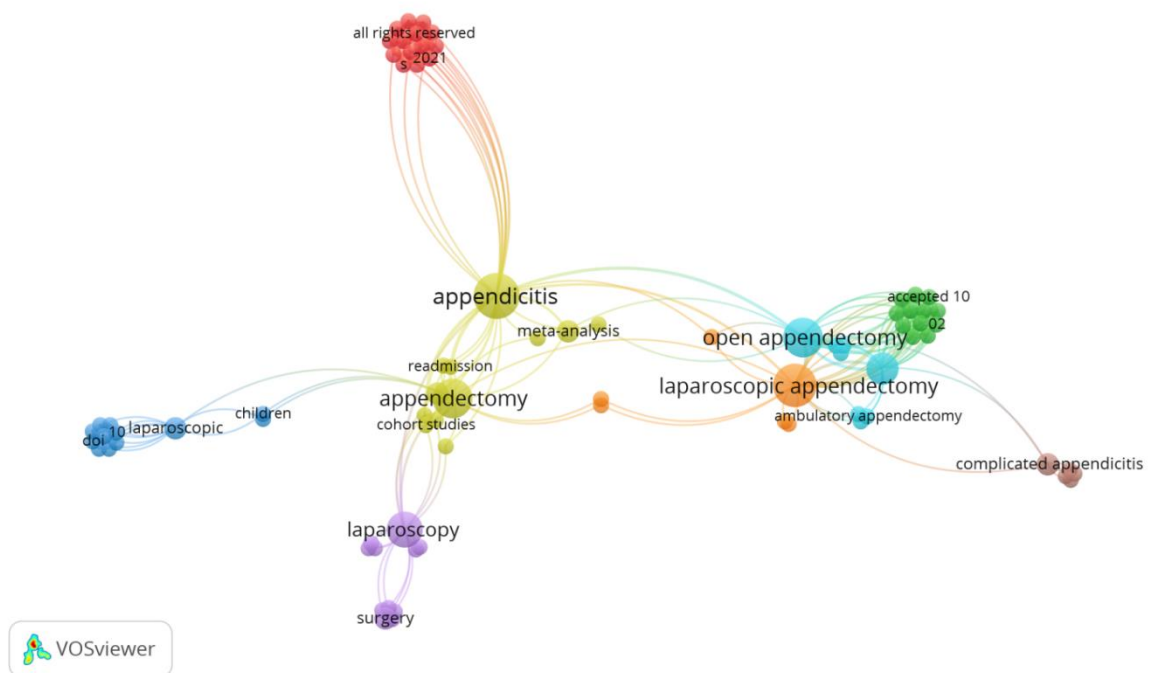 all rights reserved
s 2021
appendicitis
accepted 10
02
meta-analysis
open appendectomy
readmission
laparoscopic appendectomy
appendectomy
children
ambulatory appendectomy
cohort studies
doi 10
laparoscopic
complicated appendicitis
laparoscopy
surgery
VOSviewer